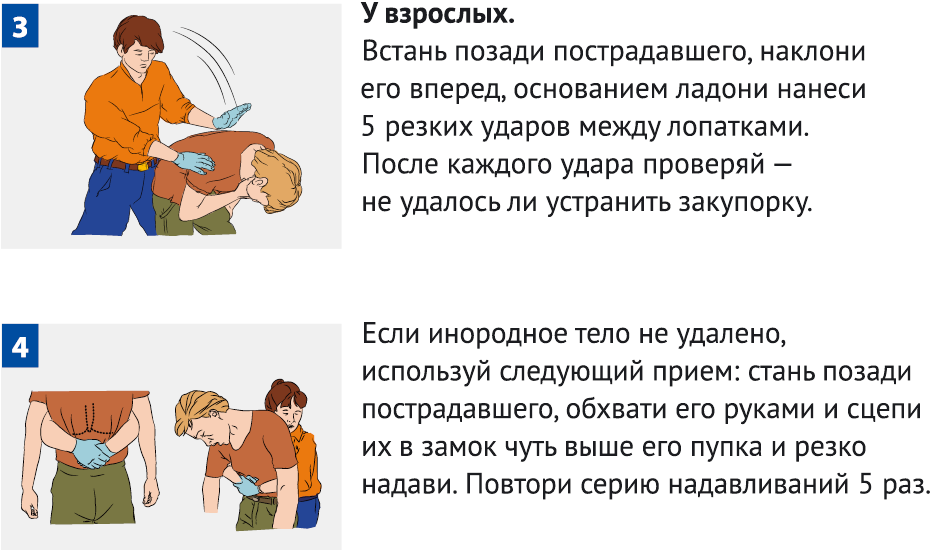 3
У взрослых.
Встань позади пострадавшего, наклони
его вперед, основанием ладони нанеси
5 резких ударов между лопатками.
После каждого удара проверяй —
не удалось ли устранить закупорку.
4
Если инородное тело не удалено,
используй следующий прием: стань позади
пострадавшего, обхвати его руками и сцепи
их в замок чуть выше его пупка и резко
надави. Повтори серию надавливаний 5 раз.